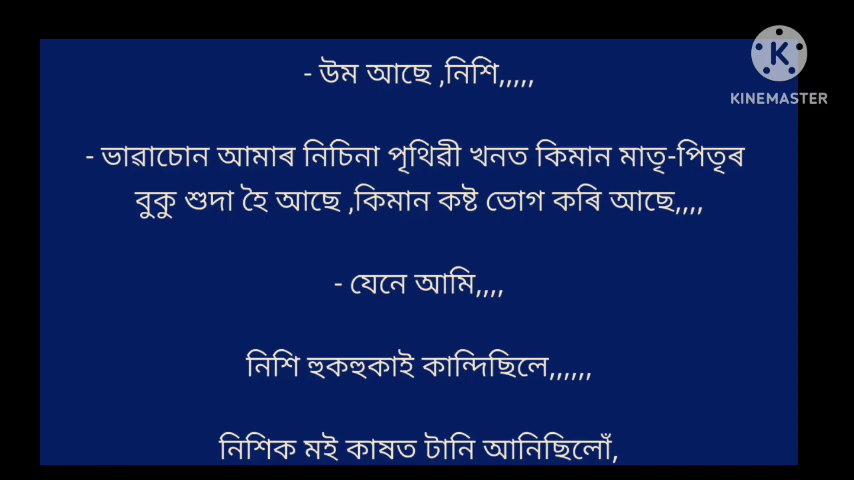 - উম আছে ,নিশি,,,,,
KINEMASTER
- ভাৱাচোন আমাৰ নিচিনা পৃথিৱী খনত কিমান মাতৃ-পিতৃৰ
বুকু শুদা হৈ আছে ,কিমান কষ্ট ভোগ কৰি আছে,,,,
- যেনে আমি,,,,
নিশি হুকহুকাই কান্দিছিলে,,,,,,
নিশিক মই কাষত টানি আনিছিলোঁ,